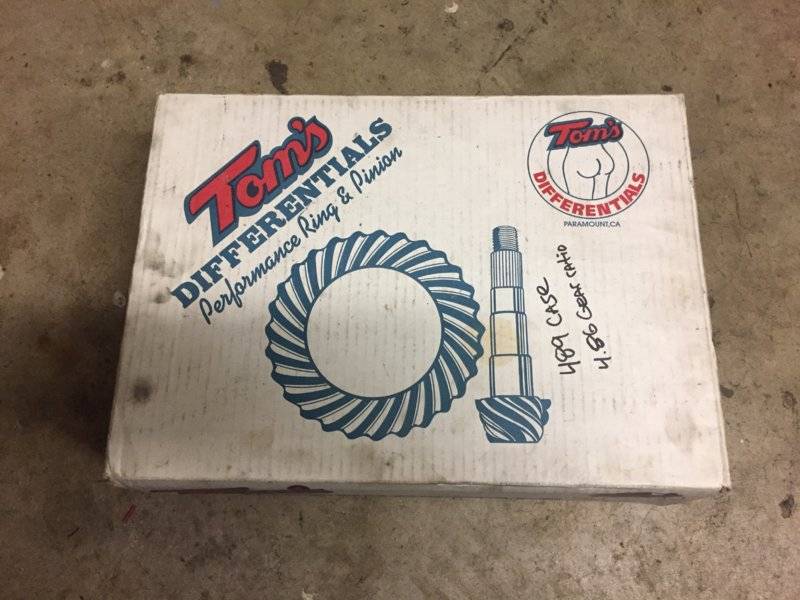 Tom's
DIFFERENTIALS
Performance Ring & Pinion
Tom's
DIFFERENTIALS
PARAMOUNT, CA
489 CASE
4.86 Gear ratio